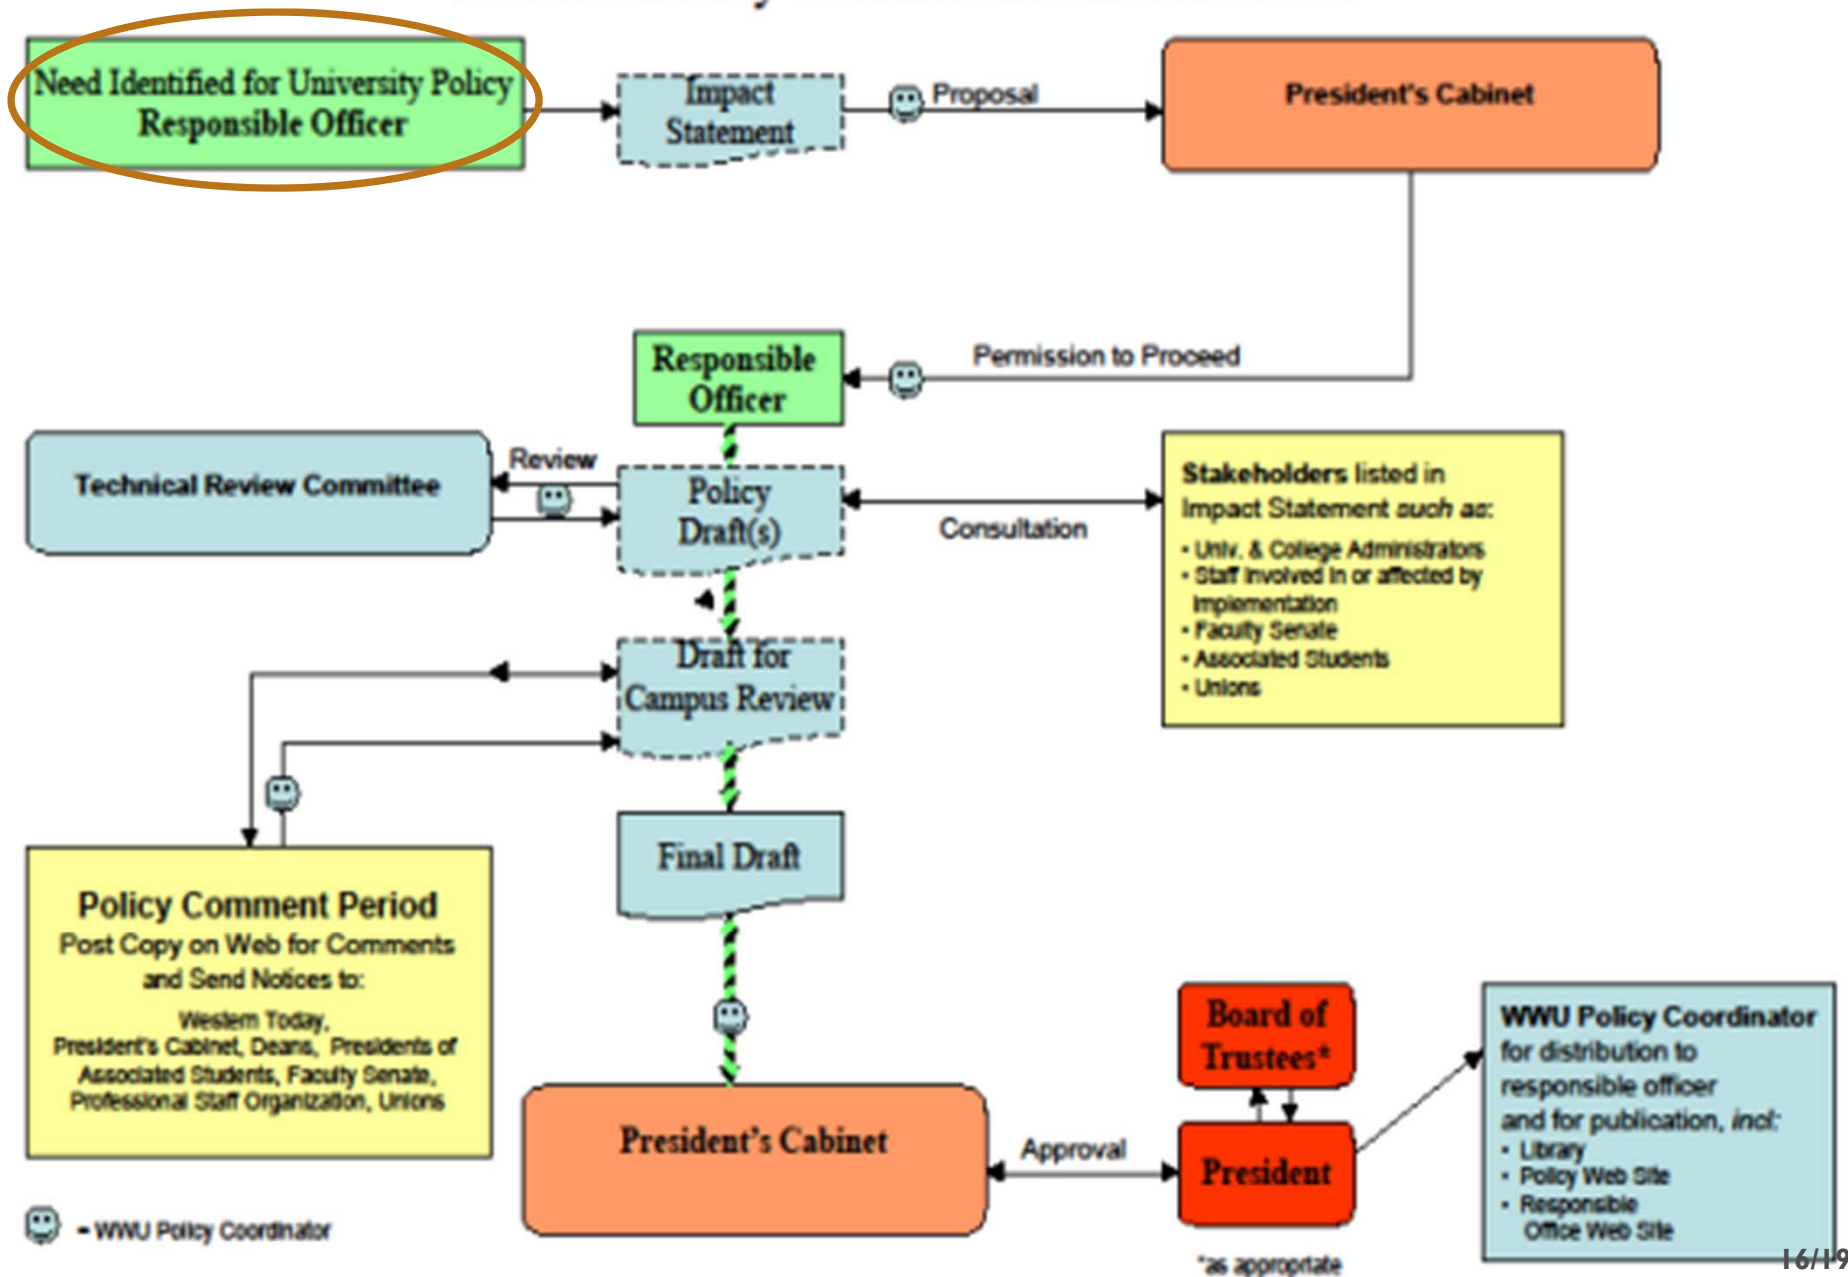 Need Identified for University Policy
Responsible Officer
Impact
Statement
Proposal
President's Cabinet
Permission to Proceed
Responsible
Officer
Technical Review Committee
Review
Policy
Draft(s)
Consultation
Stakeholders listed in
Impact Statement such as:
• Univ. & College Administrators
• Staff involved in or affected by
implementation
• Faculty Senate
• Associated Students
• Unions
Draft for
Campus Review
Final Draft
Policy Comment Period
Post Copy on Web for Comments
and Send Notices to:
Western Today,
President's Cabinet, Deans, Presidents of
Associated Students, Faculty Senate,
Professional Staff Organization, Unions
President's Cabinet
Approval
Board of
Trustees*
President
*as appropriate
WWU Policy Coordinator
for distribution to
responsible officer
and for publication, incl:
• Library
• Policy Web Site
• Responsible
Office Web Site
= WWU Policy Coordinator
16/19